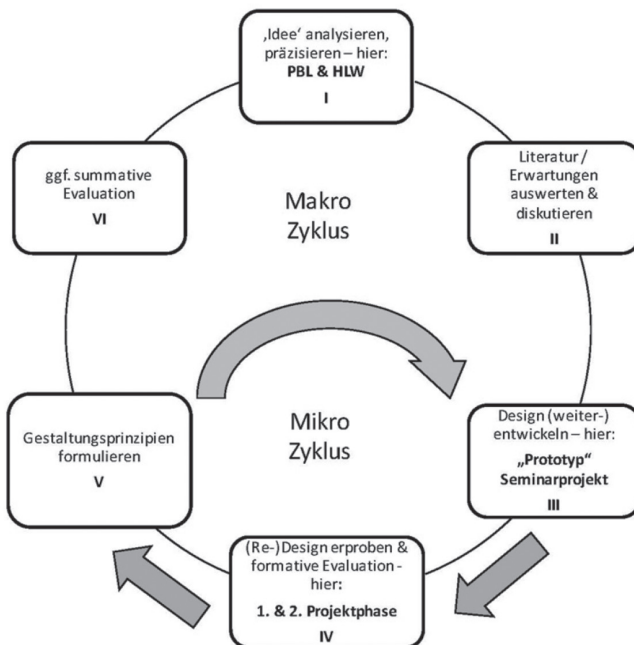 ‚Idee‘ analysieren,
präzisieren – hier:
PBL & HLW
I
Literatur /
Erwartungen
auswerten &
diskutieren
II
ggf. summative
Evaluation
VI
Makro
Zyklus
Mikro
Zyklus
Design (weiter-)
entwickeln – hier:
„Prototyp“
Seminarprojekt
III
Gestaltungsprinzipien
formulieren
V
(Re-) Design erproben &
formative Evaluation -
hier:
1. & 2. Projektphase
IV